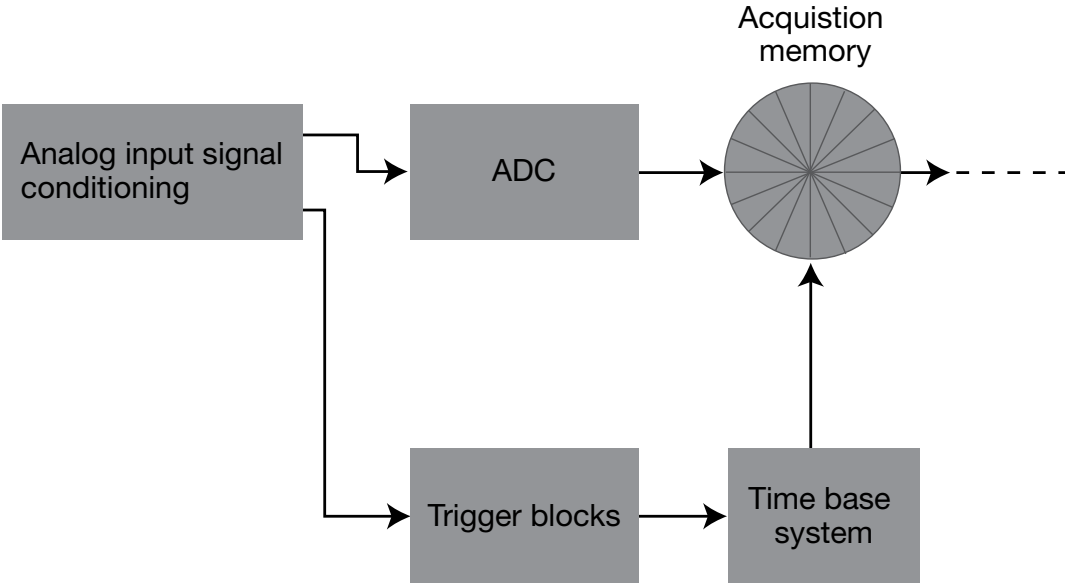 Acquistion
memory
Analog input signal
conditioning
ADC
Trigger blocks
Time base
system